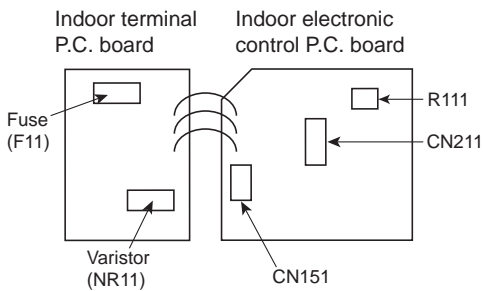 Indoor terminal
P.C. board
Indoor electronic
control P.C. board
Fuse
(F11)
R111
CN211
Varistor
(NR11)
CN151